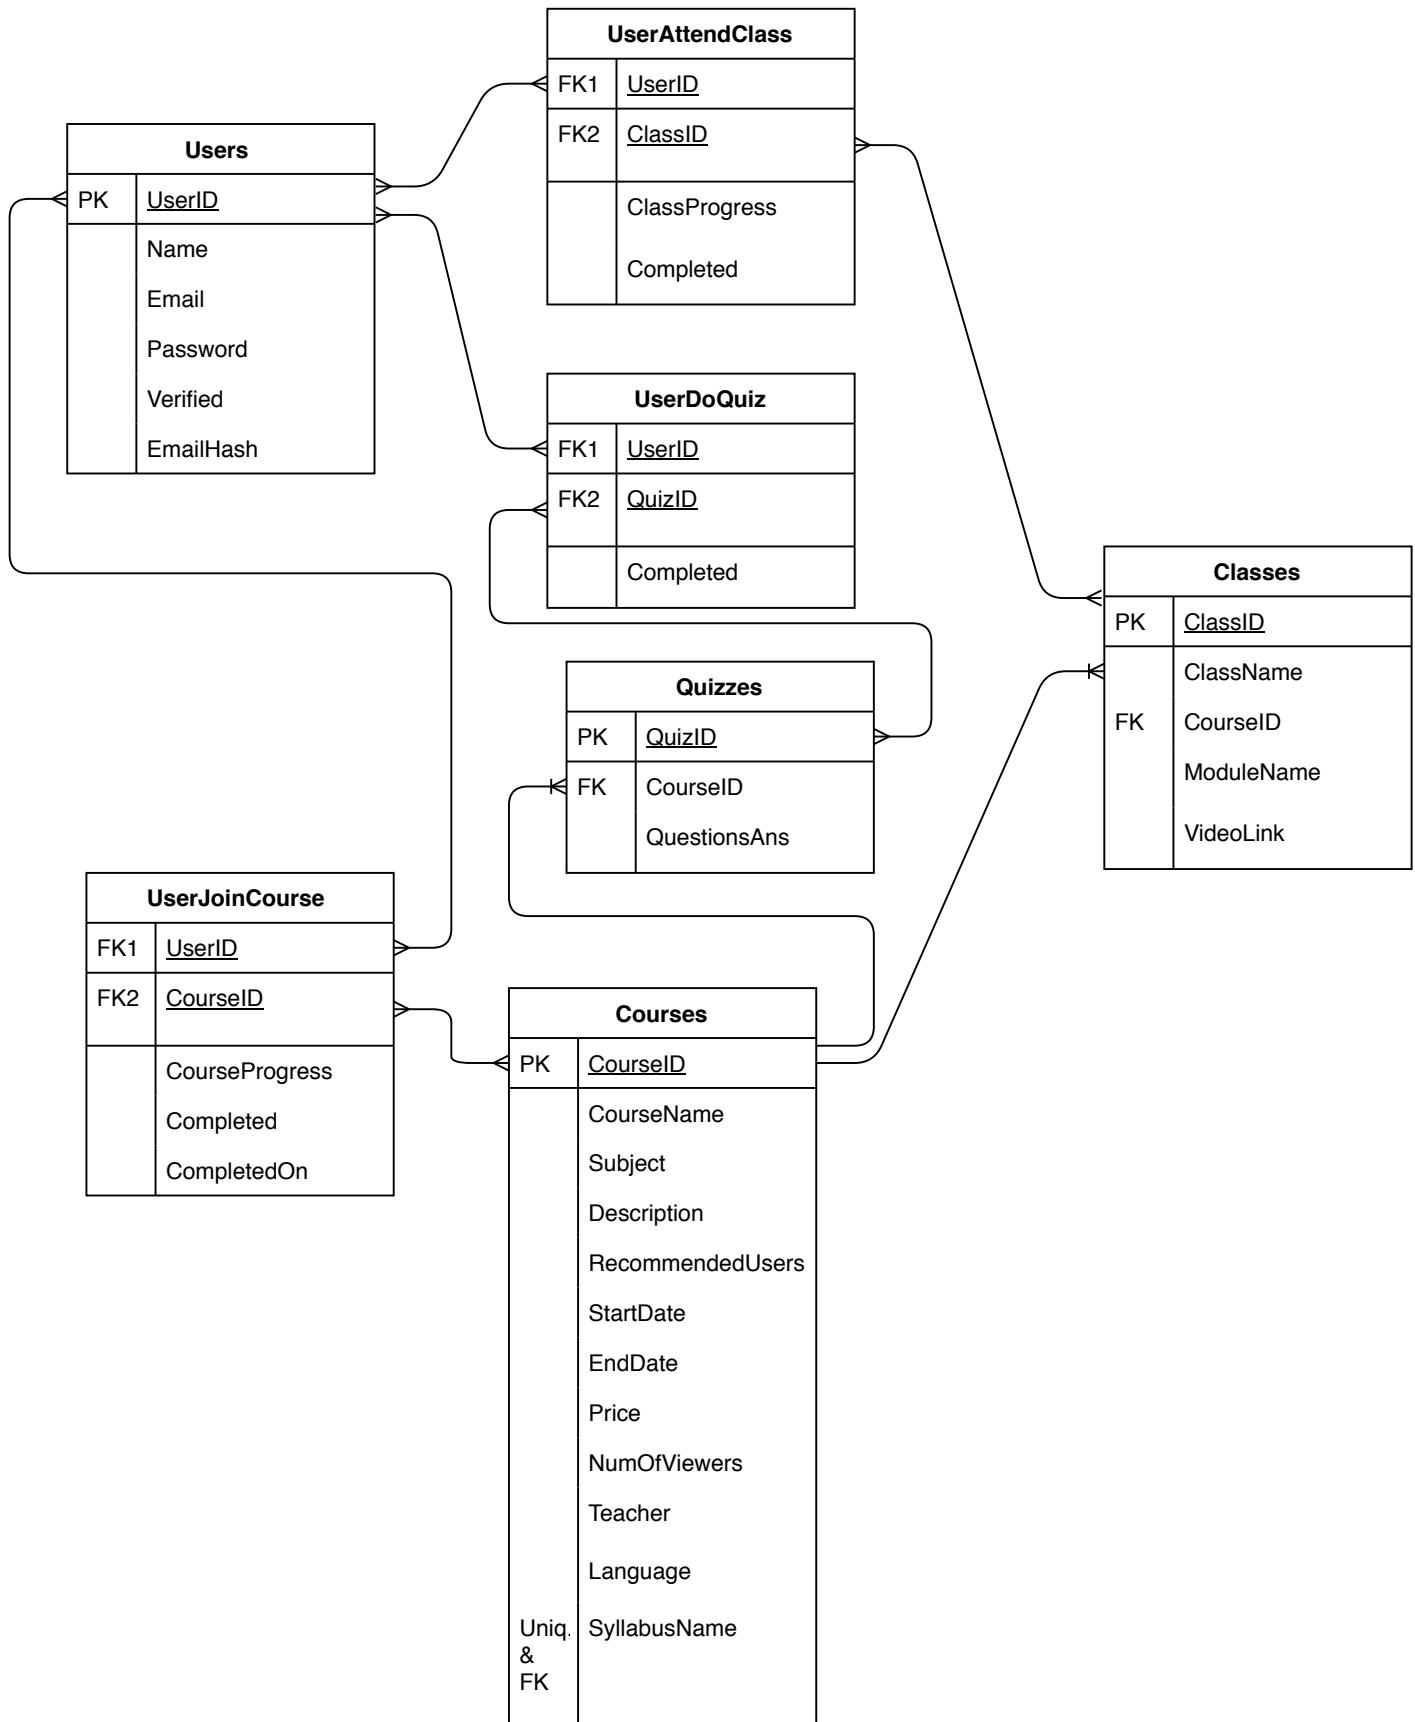 UserAttendClass
FK1 UserID
FK2 ClassID
ClassProgress
Completed
Users
PK UserID
Name
Email
Password
Verified
EmailHash
UserDoQuiz
FK1 UserID
FK2 QuizID
Completed
Classes
PK ClassID
ClassName
FK CourseID
ModuleName
VideoLink
Quizzes
PK QuizID
FK CourseID
QuestionsAns
UserJoinCourse
FK1 UserID
FK2 CourseID
CourseProgress
Completed
CompletedOn
Courses
PK CourseID
CourseName
Subject
Description
RecommendedUsers
StartDate
EndDate
Price
NumOfViewers
Teacher
Language
Uniq. SyllabusName
&
FK